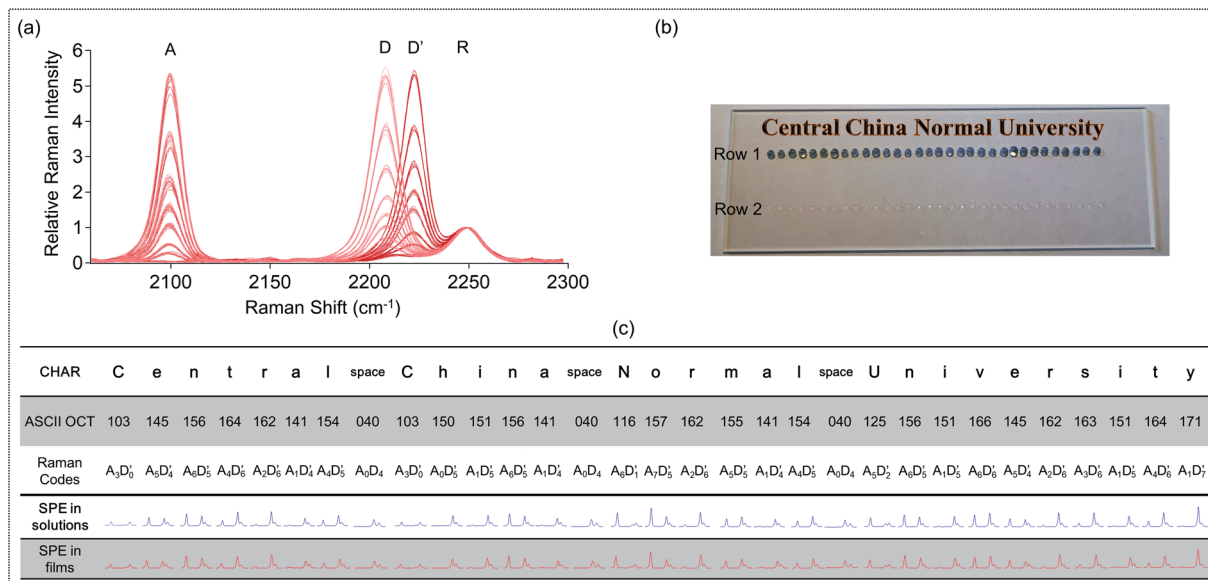 (a)
A D D' R
Relative Raman Intensity
6
5
4
3
2
1
0
2100 2150 2200 2250 2300
Raman Shift (cm⁻¹)
(b)
Central China Normal University
Row 1
Row 2
(c)
CHAR C e n t r a l space C h i n a space N o r m a l space U n i v e r s i t y
ASCII OCT 103 145 156 164 162 141 154 040 103 150 151 156 141 040 116 157 162 155 141 154 040 125 156 151 166 145 162 163 151 164 171
Raman
Codes A₃D'₀ A₅D'₄ A₆D'₅ A₄D'₆ A₂D'₆ A₁D'₄ A₄D'₅ A₀D₄ A₃D'₀ A₀D'₅ A₁D'₅ A₆D'₅ A₁D'₄ A₀D₄ A₆D'₁ A₇D'₅ A₂D'₆ A₅D'₅ A₁D'₄ A₄D'₅ A₀D₄ A₅D'₂ A₆D'₅ A₁D'₅ A₆D'₆ A₅D'₄ A₂D'₆ A₃D'₆ A₁D'₅ A₄D'₆ A₁D'₇
SPE in
solutions
SPE in
films